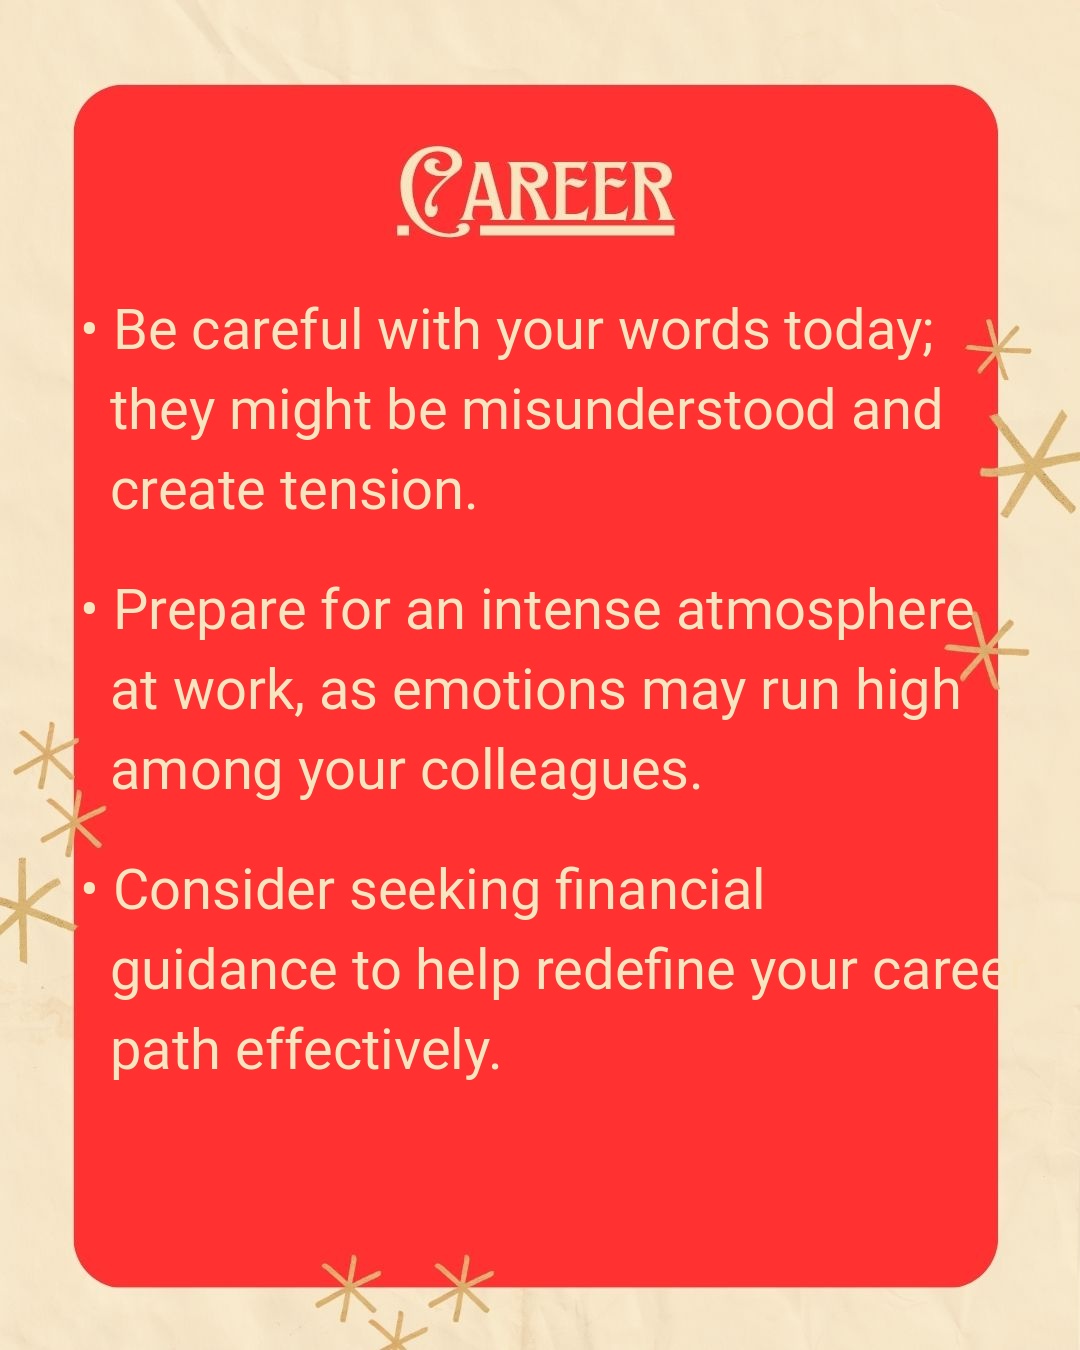 Career
• Be careful with your words today;
they might be misunderstood and
create tension.
• Prepare for an intense atmosphere
at work, as emotions may run high
among your colleagues.
• Consider seeking financial
guidance to help redefine your caree
path effectively.